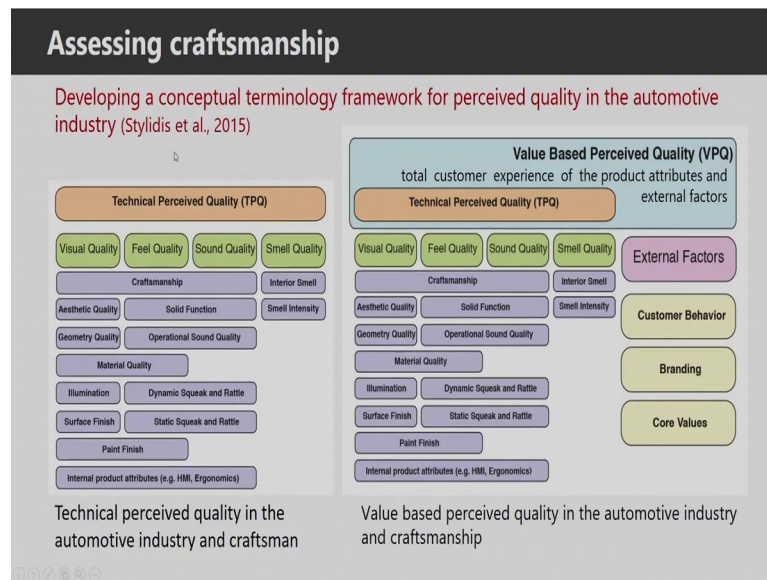 Assessing craftsmanship
Developing a conceptual terminology framework for perceived quality in the automotive
industry (Stylidis et al., 2015)
Technical Perceived Quality (TPQ)
Visual Quality
Feel Quality
Sound Quality
Smell Quality
Craftsmanship
Interior Smell
Aesthetic Quality
Solid Function
Smell Intensity
Geometry Quality
Operational Sound Quality
Material Quality
Illumination
Dynamic Squeak and Rattle
Surface Finish
Static Squeak and Rattle
Paint Finish
Internal product attributes (e.g. HMI, Ergonomics)
Technical perceived quality in the
automotive industry and craftsman
Value Based Perceived Quality (VPQ)
total customer experience of the product attributes and
external factors
Technical Perceived Quality (TPQ)
Visual Quality
Feel Quality
Sound Quality
Smell Quality
External Factors
Craftsmanship
Interior Smell
Aesthetic Quality
Solid Function
Smell Intensity
Customer Behavior
Geometry Quality
Operational Sound Quality
Material Quality
Branding
Illumination
Dynamic Squeak and Rattle
Surface Finish
Static Squeak and Rattle
Core Values
Paint Finish
Internal product attributes (e.g. HMI, Ergonomics)
Value based perceived quality in the automotive industry
and craftsmanship